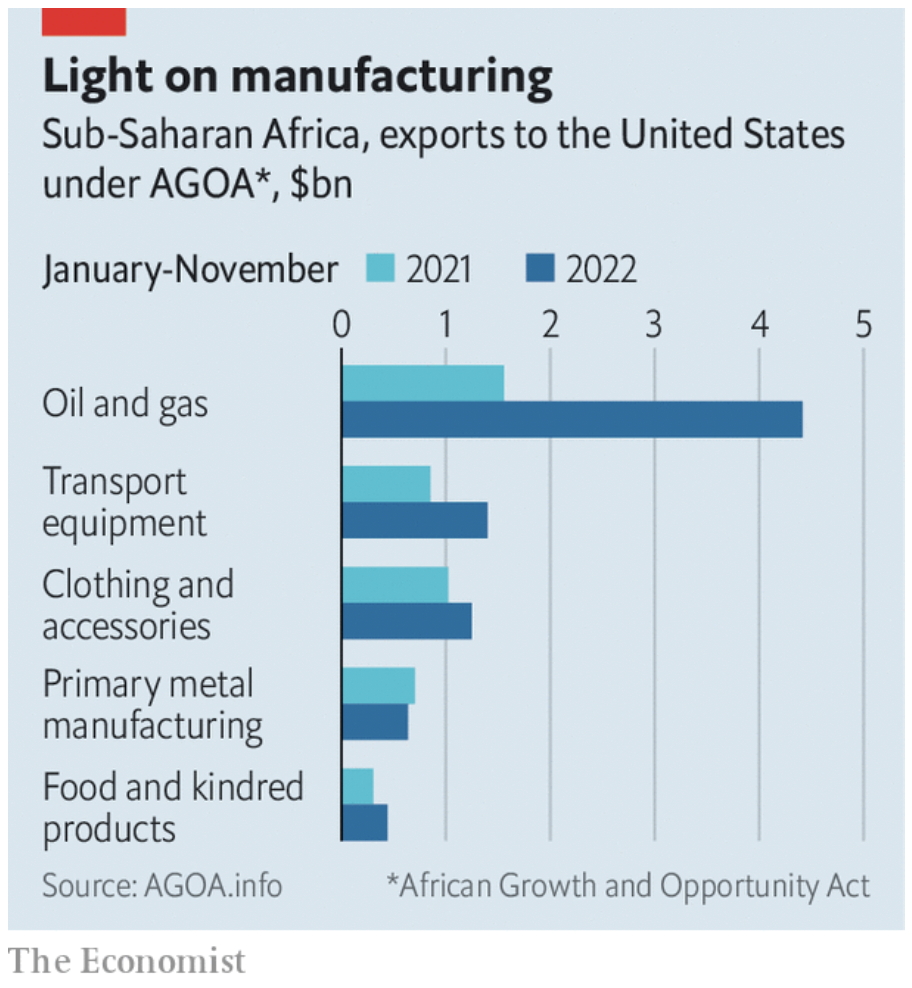 Light on manufacturing
Sub-Saharan Africa, exports to the United States
under AGOA*, $bn
January-November 2021 2022
0 1 2 3 4 5
Oil and gas
Transport
equipment
Clothing and
accessories
Primary metal
manufacturing
Food and kindred
products
Source: AGOA.info *African Growth and Opportunity Act
The Economist